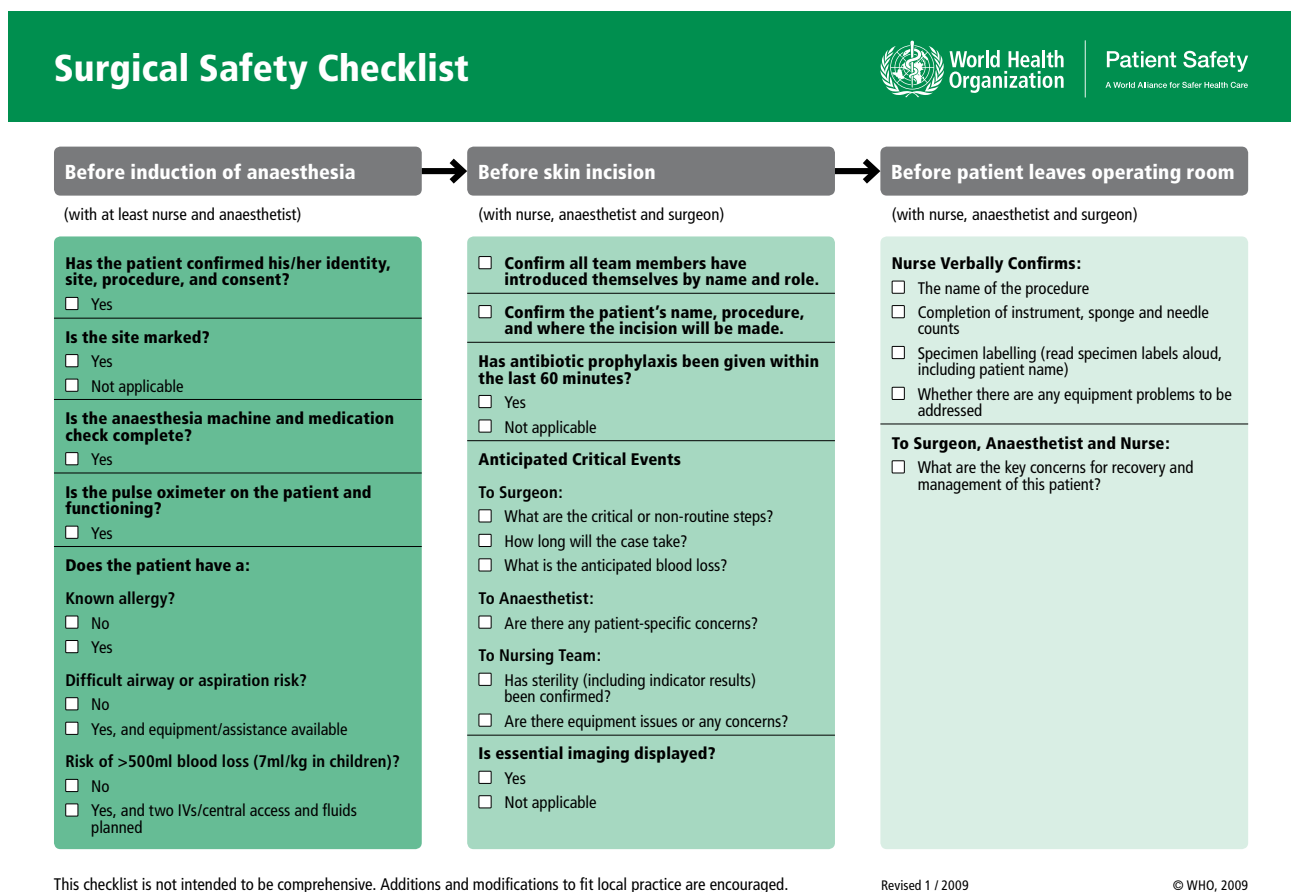 Surgical Safety Checklist
World Health
Organization
Patient Safety
A World Alliance for Safer Health Care
Before induction of anaesthesia
(with at least nurse and anaesthetist)
Has the patient confirmed his/her identity,
site, procedure, and consent?
Yes
Is the site marked?
Yes
Not applicable
Is the anaesthesia machine and medication
check complete?
Yes
Is the pulse oximeter on the patient and
functioning?
Yes
Does the patient have a:
Known allergy?
No
Yes
Difficult airway or aspiration risk?
No
Yes, and equipment/assistance available
Risk of >500ml blood loss (7ml/kg in children)?
No
Yes, and two IVs/central access and fluids
planned
Before skin incision
(with nurse, anaesthetist and surgeon)
Confirm all team members have
introduced themselves by name and role.
Confirm the patient's name, procedure,
and where the incision will be made.
Has antibiotic prophylaxis been given within
the last 60 minutes?
Yes
Not applicable
Anticipated Critical Events
To Surgeon:
What are the critical or non-routine steps?
How long will the case take?
What is the anticipated blood loss?
To Anaesthetist:
Are there any patient-specific concerns?
To Nursing Team:
Has sterility (including indicator results)
been confirmed?
Are there equipment issues or any concerns?
Is essential imaging displayed?
Yes
Not applicable
Before patient leaves operating room
(with nurse, anaesthetist and surgeon)
Nurse Verbally Confirms:
The name of the procedure
Completion of instrument, sponge and needle
counts
Specimen labelling (read specimen labels aloud,
including patient name)
Whether there are any equipment problems to be
addressed
To Surgeon, Anaesthetist and Nurse:
What are the key concerns for recovery and
management of this patient?
This checklist is not intended to be comprehensive. Additions and modifications to fit local practice are encouraged.
Revised 1 / 2009
© WHO, 2009